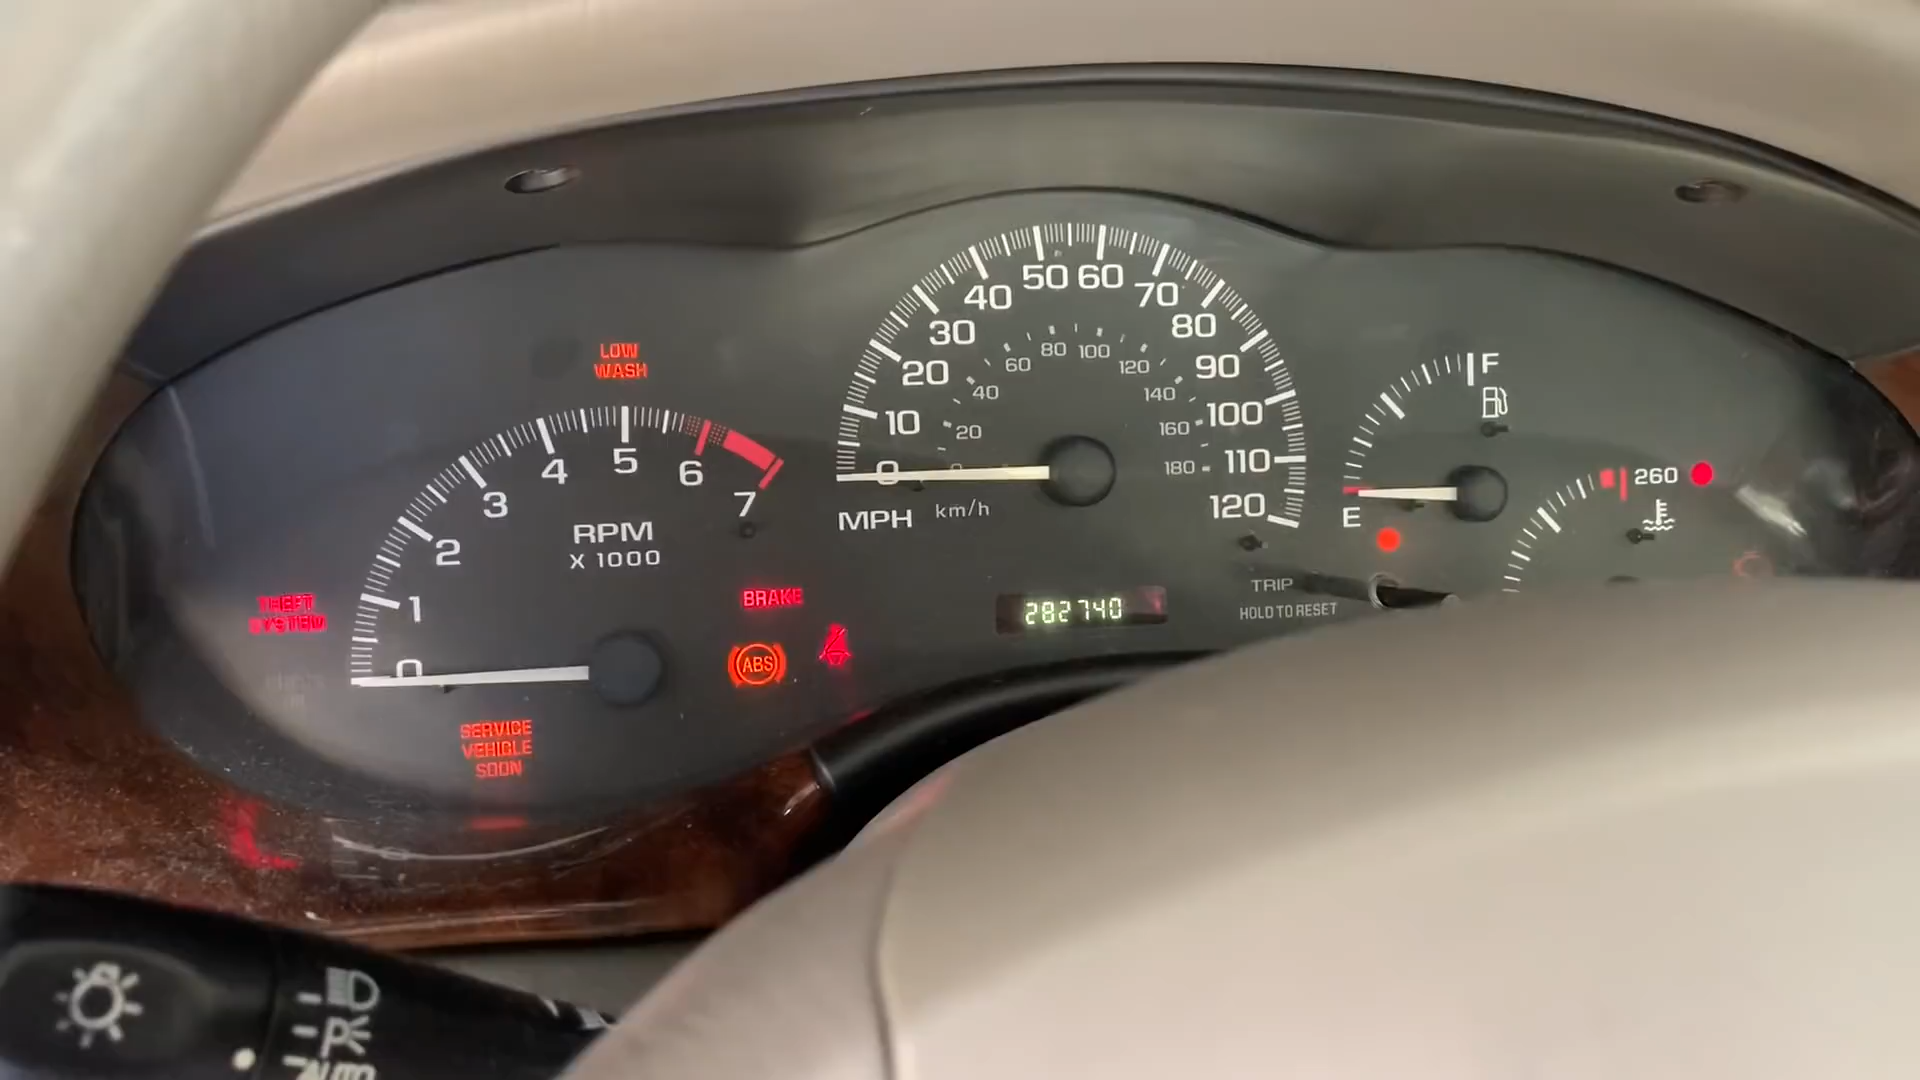 LOW
WASH
0
1
2
3
4
5
6
7
RPM
X 1000
THEFT
SYSTEM
BRAKE
ABS
SERVICE
VEHICLE
SOON
0
10
20
30
40
50
60
70
80
90
100
110
120
20
40
60
80
100
120
140
160
180
MPH
km/h
282740
TRIP
HOLD TO RESET
F
E
260
AUTO